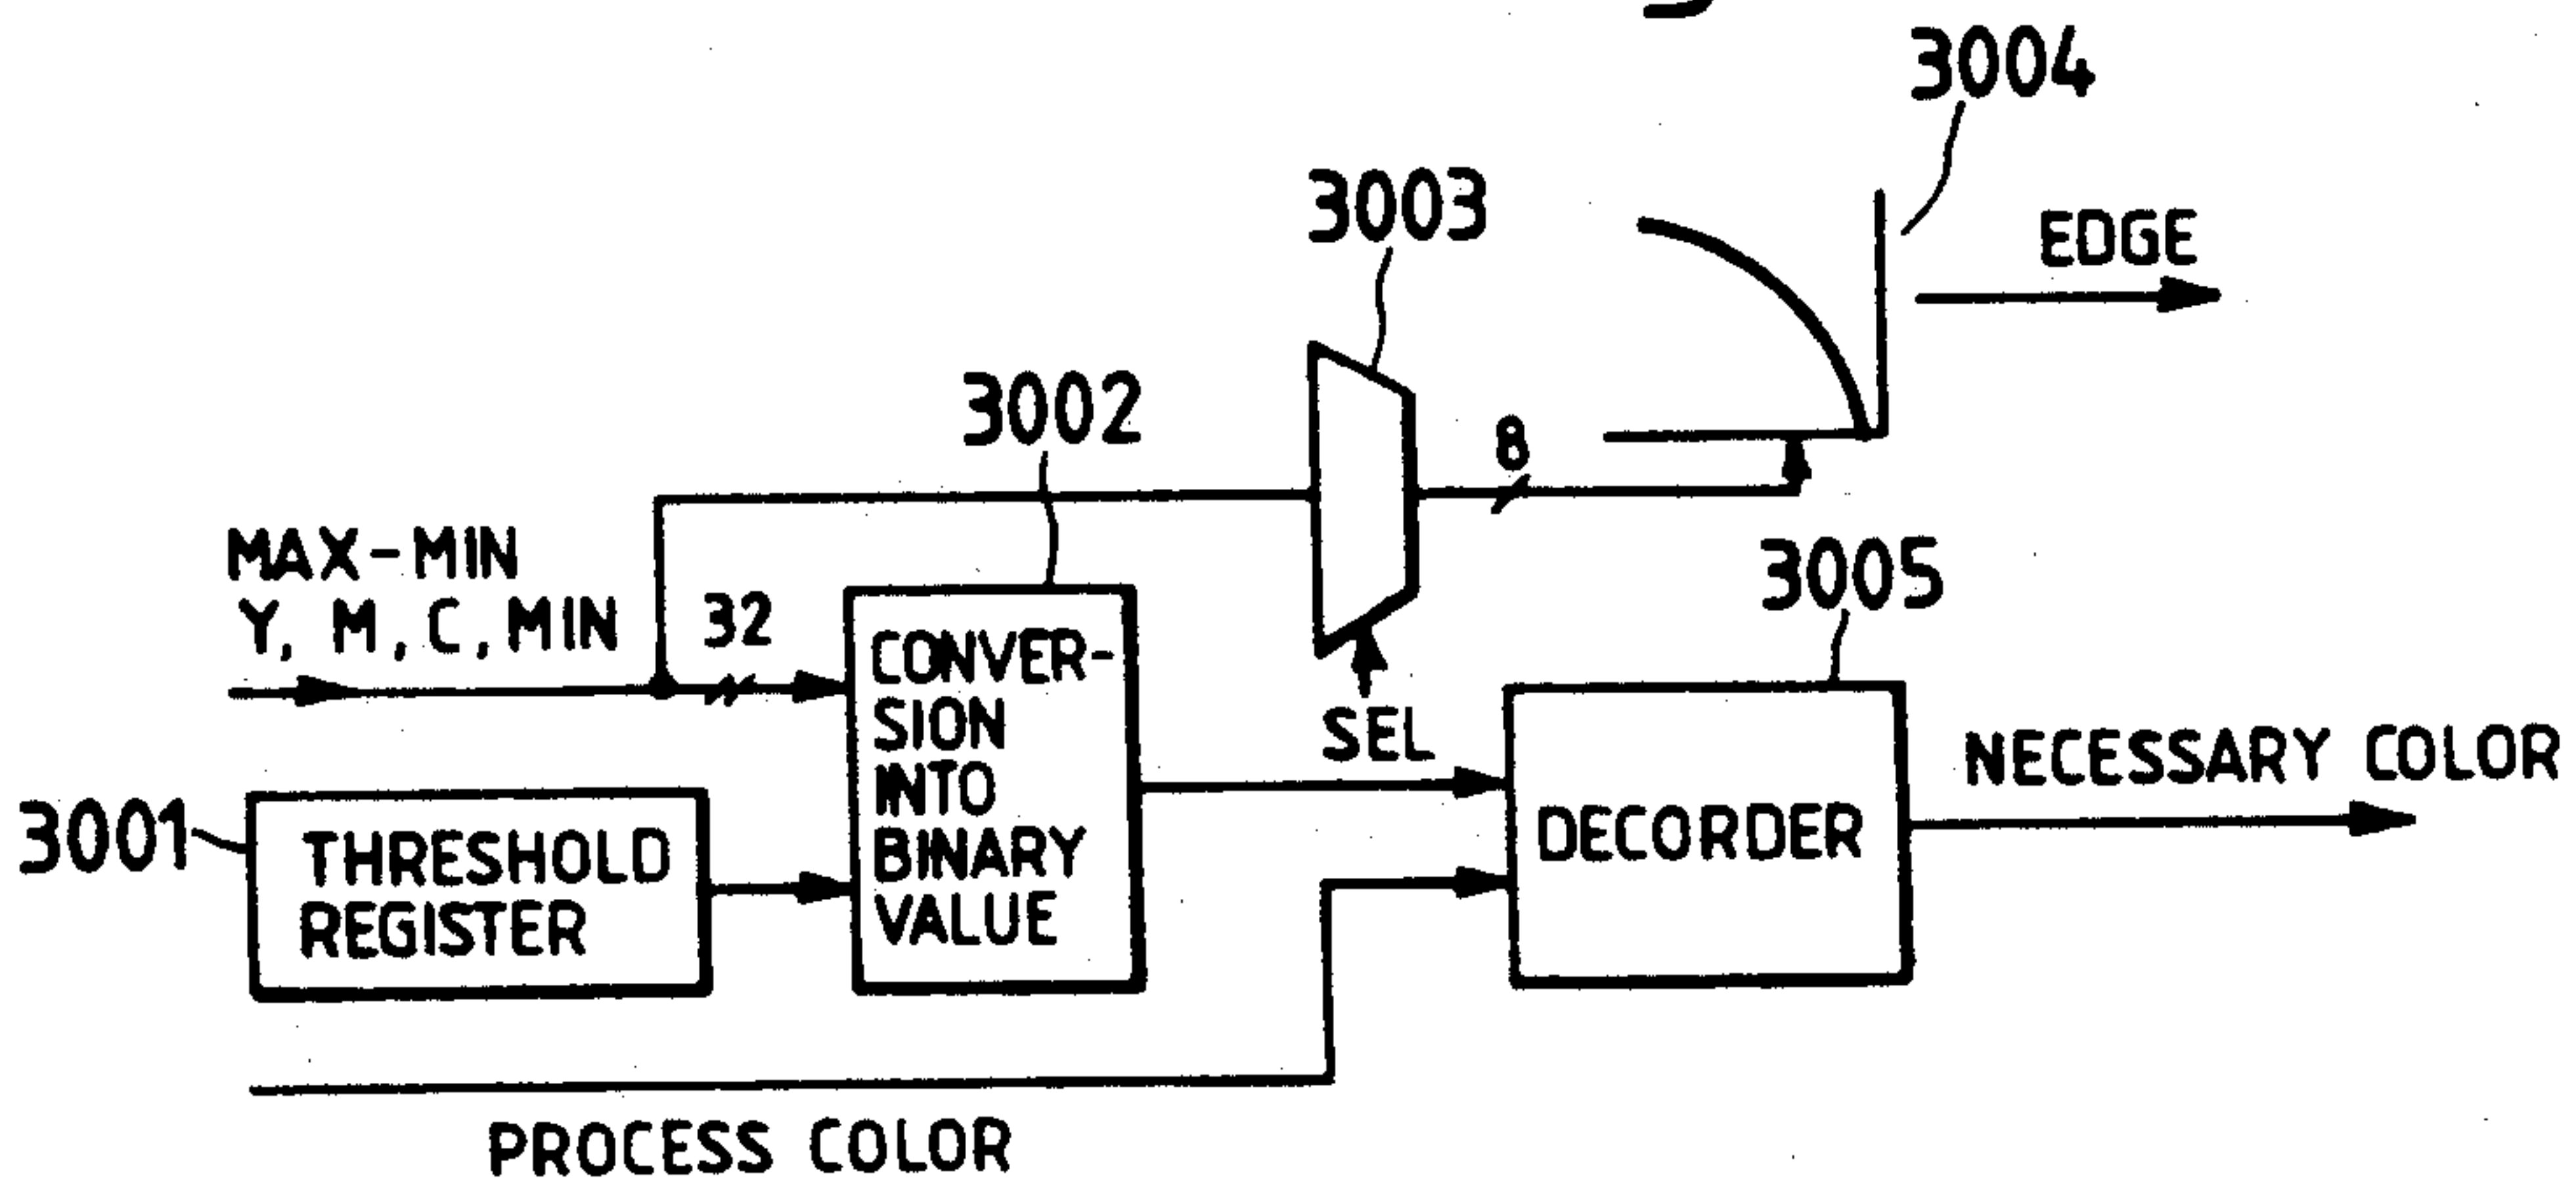 3004
3003
EDGE
3002
8
MAX-MIN
Y, M, C, MIN
32
3005
CONVER-
SION
INTO
BINARY
VALUE
SEL
NECESSARY COLOR
3001
THRESHOLD
REGISTER
DECORDER
PROCESS COLOR